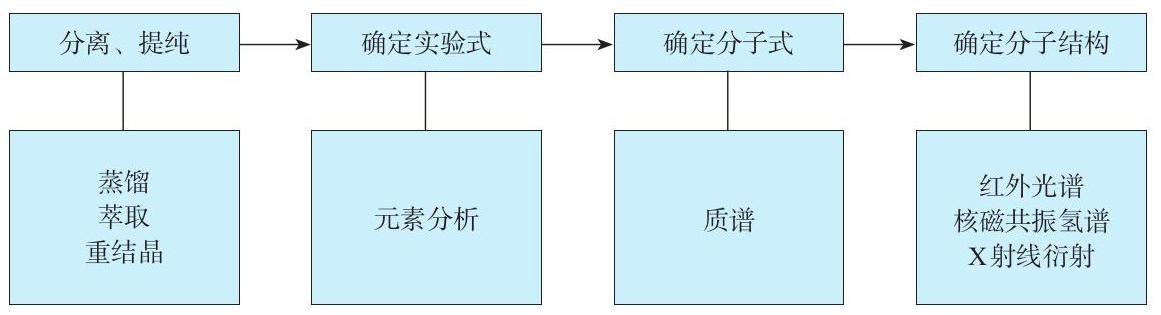 分离、提纯
确定实验式
确定分子式
确定分子结构
蒸馏
萃取
重结晶
元素分析
质谱
红外光谱
核磁共振氢谱
X射线衍射